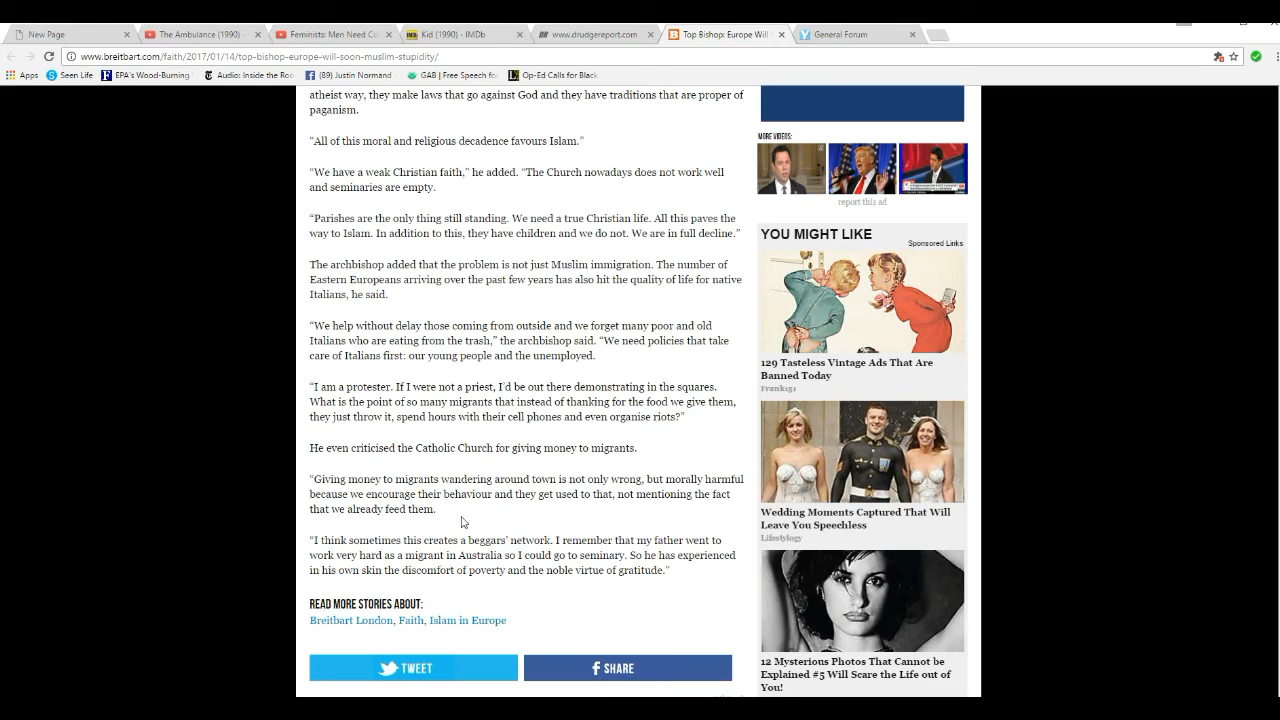 New Page
The Ambulance (1990) -
Feminists: Men Need Co
Kid (1990) - IMDb
www.drudgereport.com
Top Bishop: Europe Will
General Forum
www.breitbart.com/faith/2017/01/14/top-bishop-europe-will-soon-muslim-stupidity/
Apps
Seen Life
EPA's Wood-Burning
Audio: Inside the Roo
(89) Justin Normand
GAB | Free Speech fo
Op-Ed Calls for Black
atheist way, they make laws that go against God and they have traditions that are proper of
paganism.
“All of this moral and religious decadence favours Islam.”
“We have a weak Christian faith,” he added. “The Church nowadays does not work well
and seminaries are empty.
“Parishes are the only thing still standing. We need a true Christian life. All this paves the
way to Islam. In addition to this, they have children and we do not. We are in full decline.”
The archbishop added that the problem is not just Muslim immigration. The number of
Eastern Europeans arriving over the past few years has also hit the quality of life for native
Italians, he said.
“We help without delay those coming from outside and we forget many poor and old
Italians who are eating from the trash,” the archbishop said. “We need policies that take
care of Italians first: our young people and the unemployed.
“I am a protester. If I were not a priest, I’d be out there demonstrating in the squares.
What is the point of so many migrants that instead of thanking for the food we give them,
they just throw it, spend hours with their cell phones and even organise riots?”
He even criticised the Catholic Church for giving money to migrants.
“Giving money to migrants wandering around town is not only wrong, but morally harmful
because we encourage their behaviour and they get used to that, not mentioning the fact
that we already feed them.
“I think sometimes this creates a beggars’ network. I remember that my father went to
work very hard as a migrant in Australia so I could go to seminary. So he has experienced
in his own skin the discomfort of poverty and the noble virtue of gratitude.”
READ MORE STORIES ABOUT:
Breitbart London, Faith, Islam in Europe
TWEET
SHARE
MORE VIDEOS:
report this ad
YOU MIGHT LIKE
Sponsored Links
129 Tasteless Vintage Ads That Are
Banned Today
Frank151
Wedding Moments Captured That Will
Leave You Speechless
Lifestylogy
12 Mysterious Photos That Cannot be
Explained #5 Will Scare the Life out of
You!